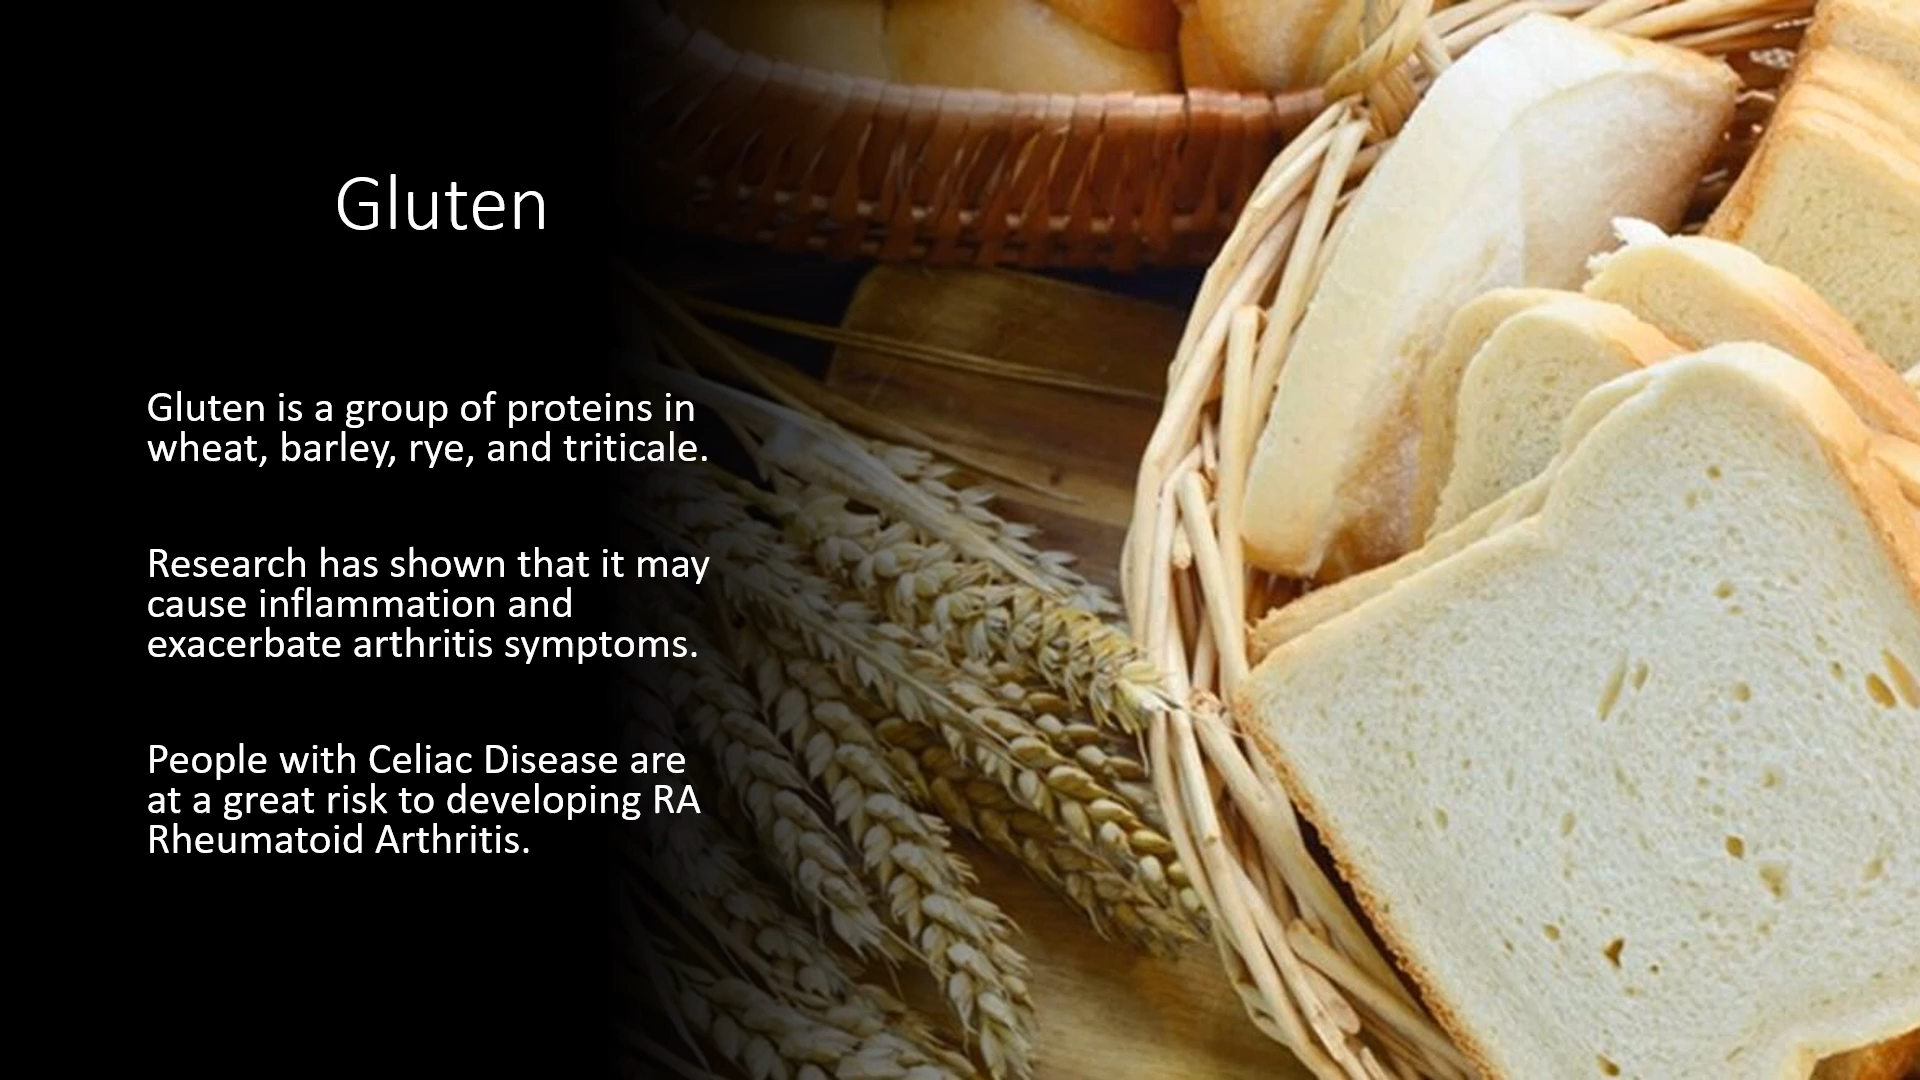 Gluten
Gluten is a group of proteins in
wheat, barley, rye, and triticale.
Research has shown that it may
cause inflammation and
exacerbate arthritis symptoms.
People with Celiac Disease are
at a great risk to developing RA
Rheumatoid Arthritis.